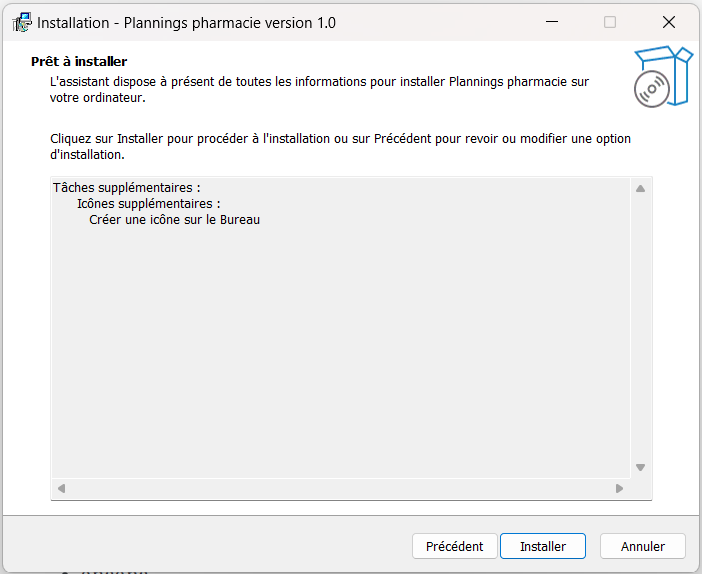 Installation - Plannings pharmacie version 1.0
Prêt à installer
L'assistant dispose à présent de toutes les informations pour installer Plannings pharmacie sur
votre ordinateur.
Cliquez sur Installer pour procéder à l'installation ou sur Précédent pour revoir ou modifier une option
d'installation.
Tâches supplémentaires :
Icônes supplémentaires :
Créer une icône sur le Bureau
Précédent
Installer
Annuler